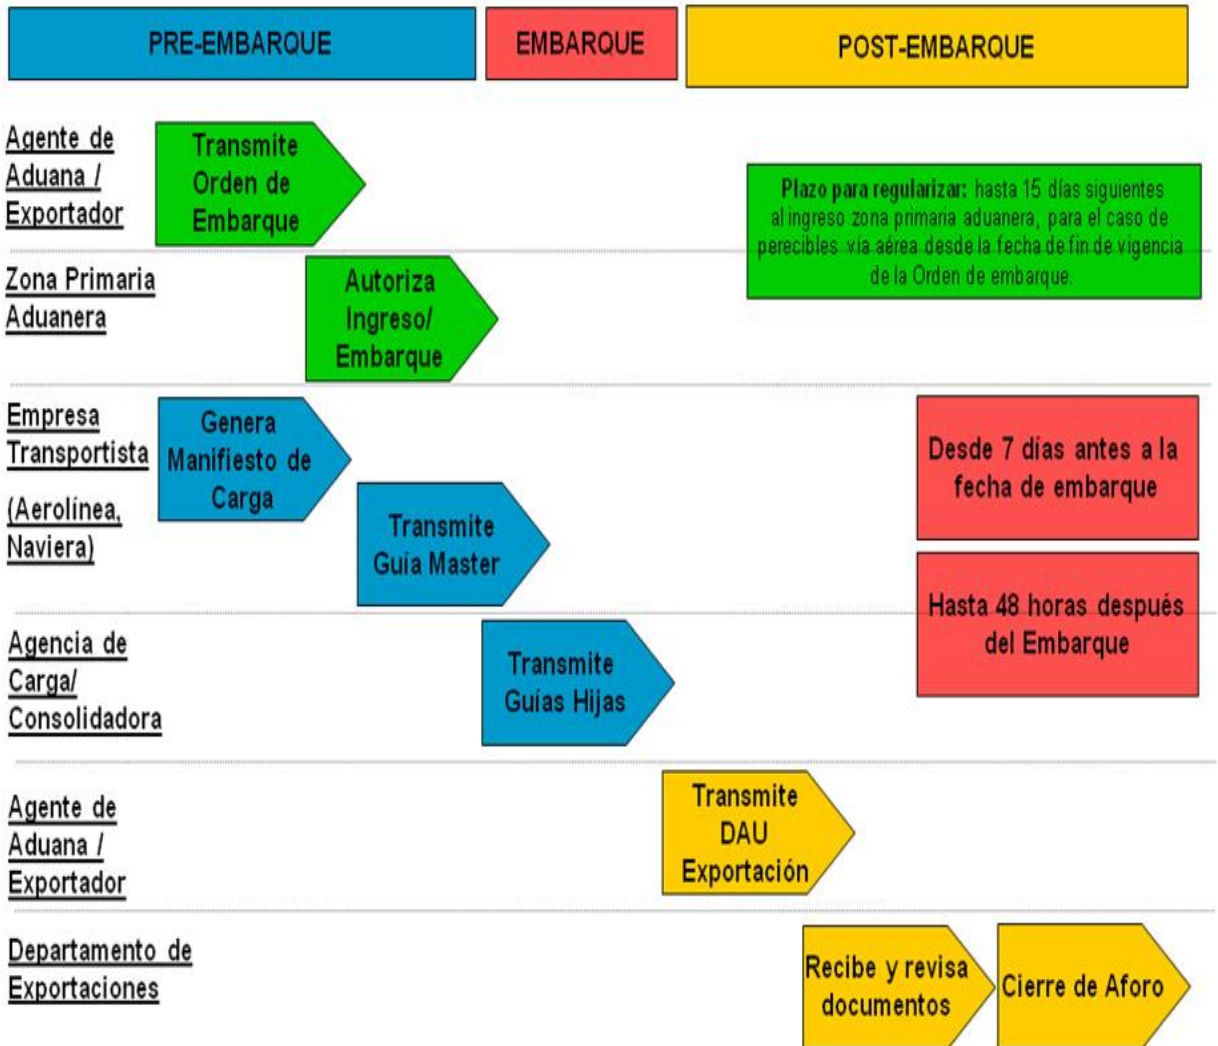 PRE-EMBARQUE
EMBARQUE
POST-EMBARQUE
Agente de
Aduana /
Exportador
Transmite
Orden de
Embarque
Plazo para regularizar: hasta 15 días siguientes
al ingreso zona primaria aduanera, para el caso de
perecibles vía aérea desde la fecha de fin de vigencia
de la Orden de embarque.
Zona Primaria
Aduanera
Autoriza
Ingreso/
Embarque
Empresa
Transportista
(Aerolínea,
Naviera)
Genera
Manifiesto de
Carga
Transmite
Guía Master
Desde 7 días antes a la
fecha de embarque
Hasta 48 horas después
del Embarque
Agencia de
Carga/
Consolidadora
Transmite
Guías Hijas
Agente de
Aduana /
Exportador
Transmite
DAU
Exportación
Departamento de
Exportaciones
Recibe y revisa
documentos
Cierre de Aforo